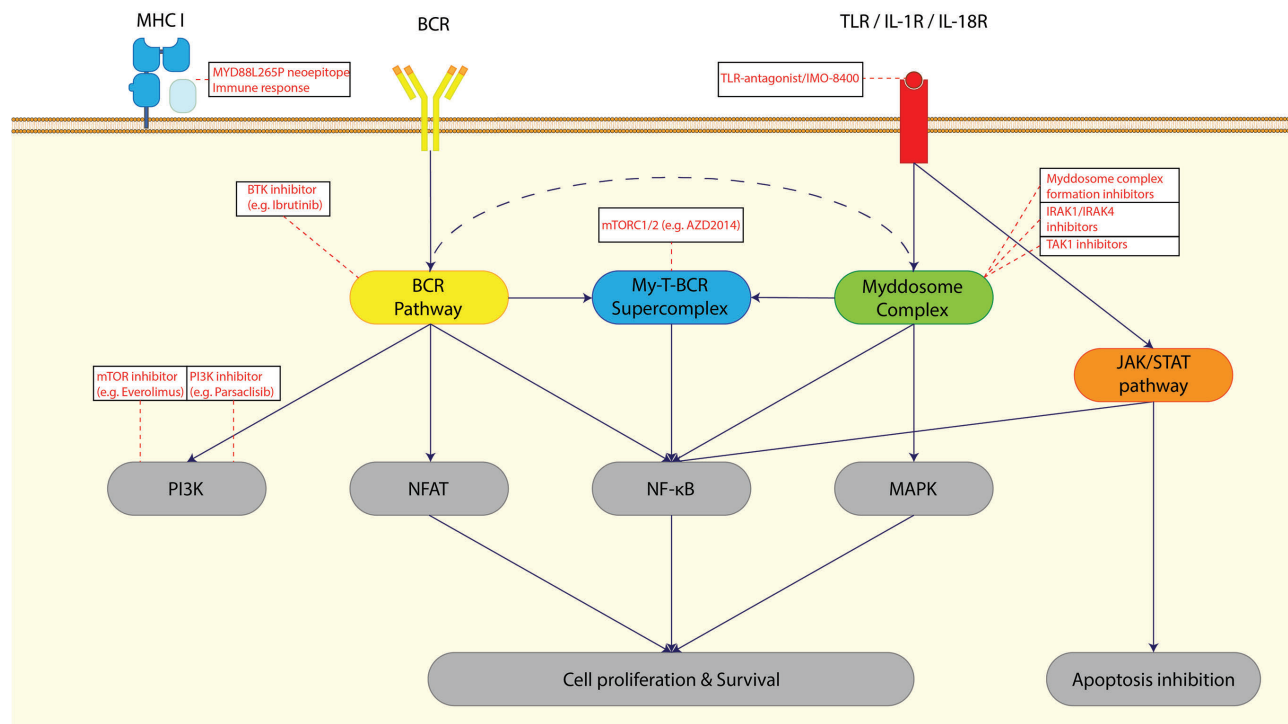 MHC I
BCR
TLR / IL-1R / IL-18R
MYD88L265P neoepitope
Immune response
TLR-antagonist/IMO-8400
BTK inhibitor
(e.g. Ibrutinib)
mTORC1/2 (e.g. AZD2014)
Myddosome complex
formation inhibitors
IRAK1/IRAK4
inhibitors
TAK1 inhibitors
BCR
Pathway
My-T-BCR
Supercomplex
Myddosome
Complex
JAK/STAT
pathway
mTOR inhibitor
(e.g. Everolimus)
PI3K inhibitor
(e.g. Parsaclisib)
PI3K
NFAT
NF-κB
MAPK
Cell proliferation & Survival
Apoptosis inhibition